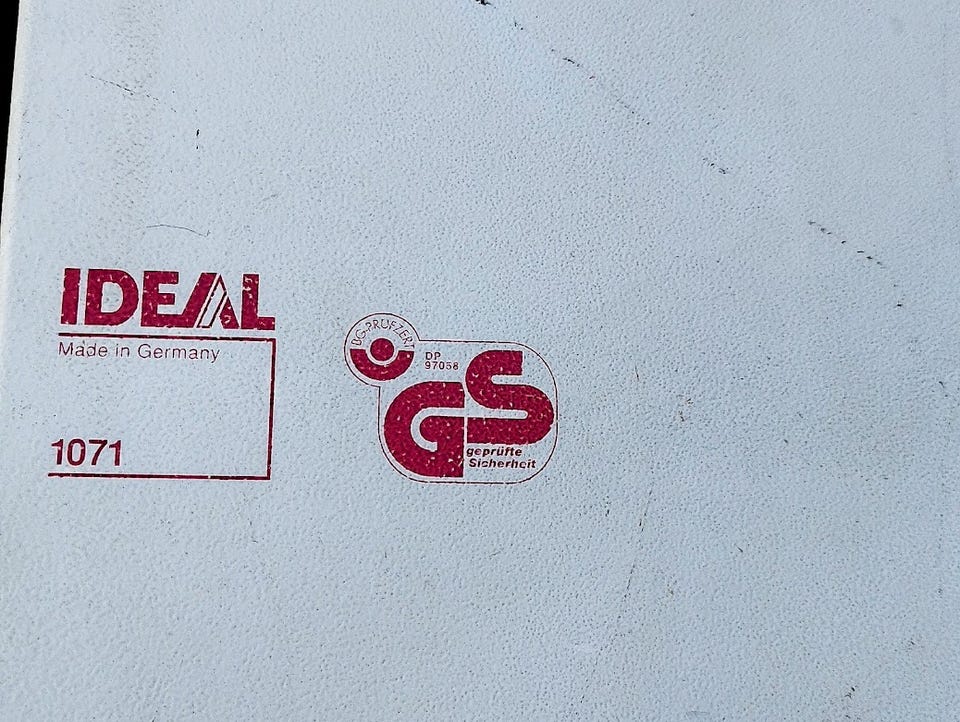 IDEAL
Made in Germany
1071
BG-PRÜFZERT
DP
97058
GS
geprüfte
Sicherheit